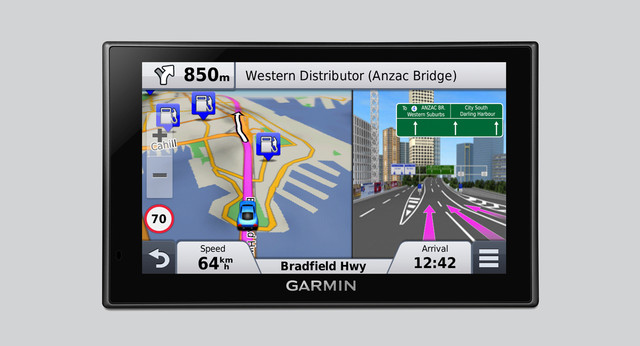 850m
Western Distributor (Anzac Bridge)
Cahill
70
To 4 ANZAC BR.
Western Suburbs
City South
Darling Harbour
Speed
64 km/h
Bradfield Hwy
Arrival
12:42
GARMIN